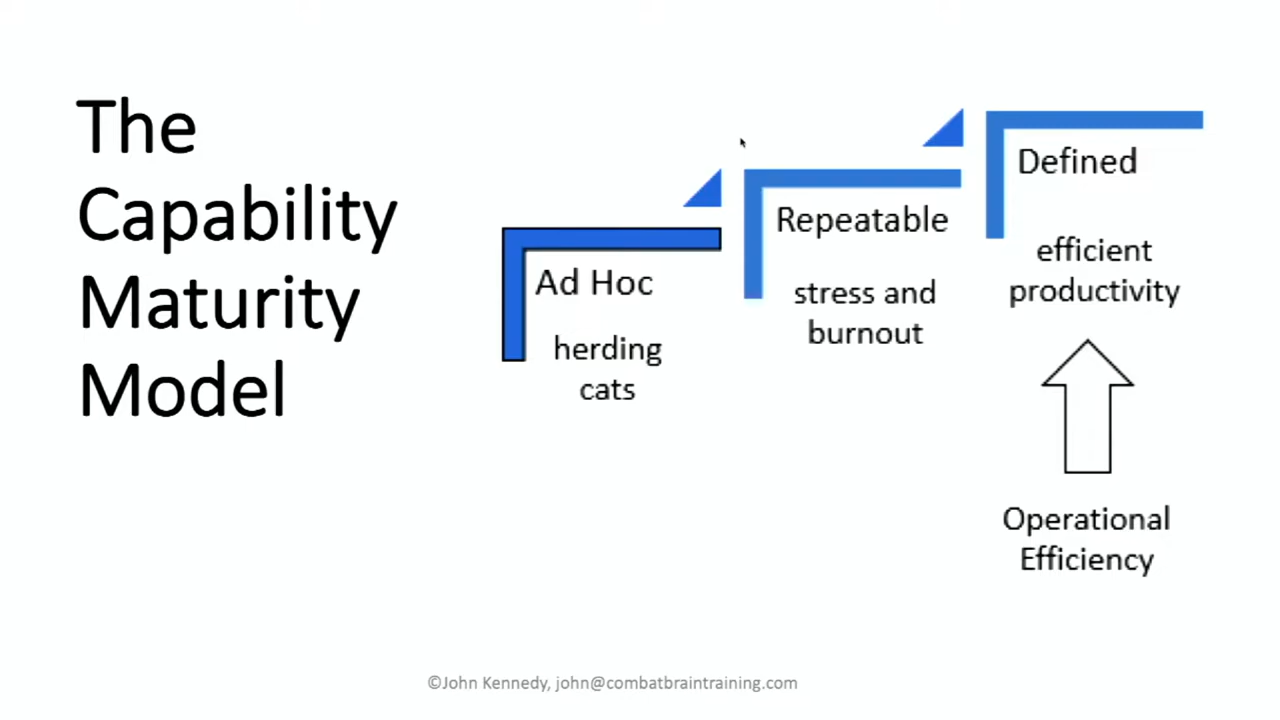 The
Capability
Maturity
Model
Ad Hoc
herding
cats
Repeatable
stress and
burnout
Defined
efficient
productivity
Operational
Efficiency
©John Kennedy, john@combatbraintraining.com